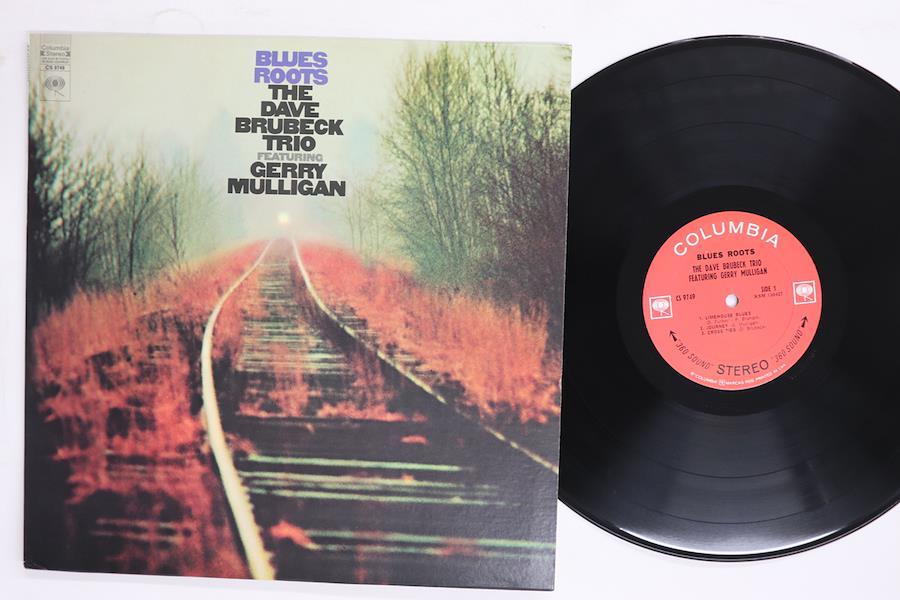 Columbia
Stereo
CS 9749
BLUES
ROOTS
THE
DAVE
BRUBECK
TRIO
FEATURING
GERRY
MULLIGAN
COLUMBIA
BLUES ROOTS
THE DAVE BRUBECK TRIO
FEATURING GERRY MULLIGAN
CS 9749
SIDE 1
1. LIMEHOUSE BLUES
2. JOURNEY
3. CROSS TIES
"360 SOUND" STEREO "360 SOUND"